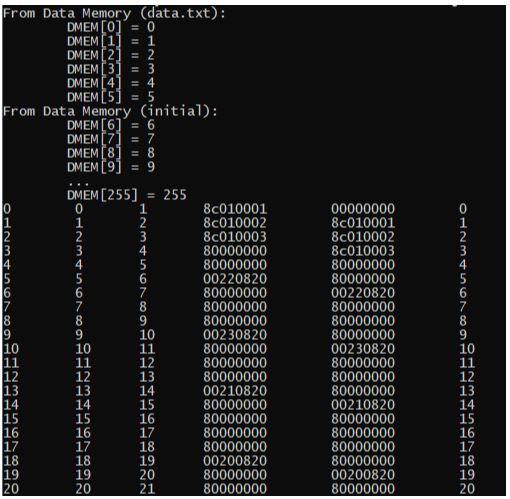 From Data Memory (data.txt):
DMEM[0] = 0
DMEM[1] = 1
DMEM[2] = 2
DMEM[3] = 3
DMEM[4] = 4
DMEM[5] = 5
From Data Memory (initial):
DMEM[6] = 6
DMEM[7] = 7
DMEM[8] = 8
DMEM[9] = 9
...
DMEM[255] = 255
0 0 1 8c010001 00000000 0
1 1 2 8c010002 8c010001 1
2 2 3 8c010003 8c010002 2
3 3 4 80000000 8c010003 3
4 4 5 80000000 80000000 4
5 5 6 00220820 80000000 5
6 6 7 80000000 00220820 6
7 7 8 80000000 80000000 7
8 8 9 80000000 80000000 8
9 9 10 00230820 80000000 9
10 10 11 80000000 00230820 10
11 11 12 80000000 80000000 11
12 12 13 80000000 80000000 12
13 13 14 00210820 80000000 13
14 14 15 80000000 00210820 14
15 15 16 80000000 80000000 15
16 16 17 80000000 80000000 16
17 17 18 80000000 80000000 17
18 18 19 00200820 80000000 18
19 19 20 80000000 00200820 19
20 20 21 80000000 80000000 20